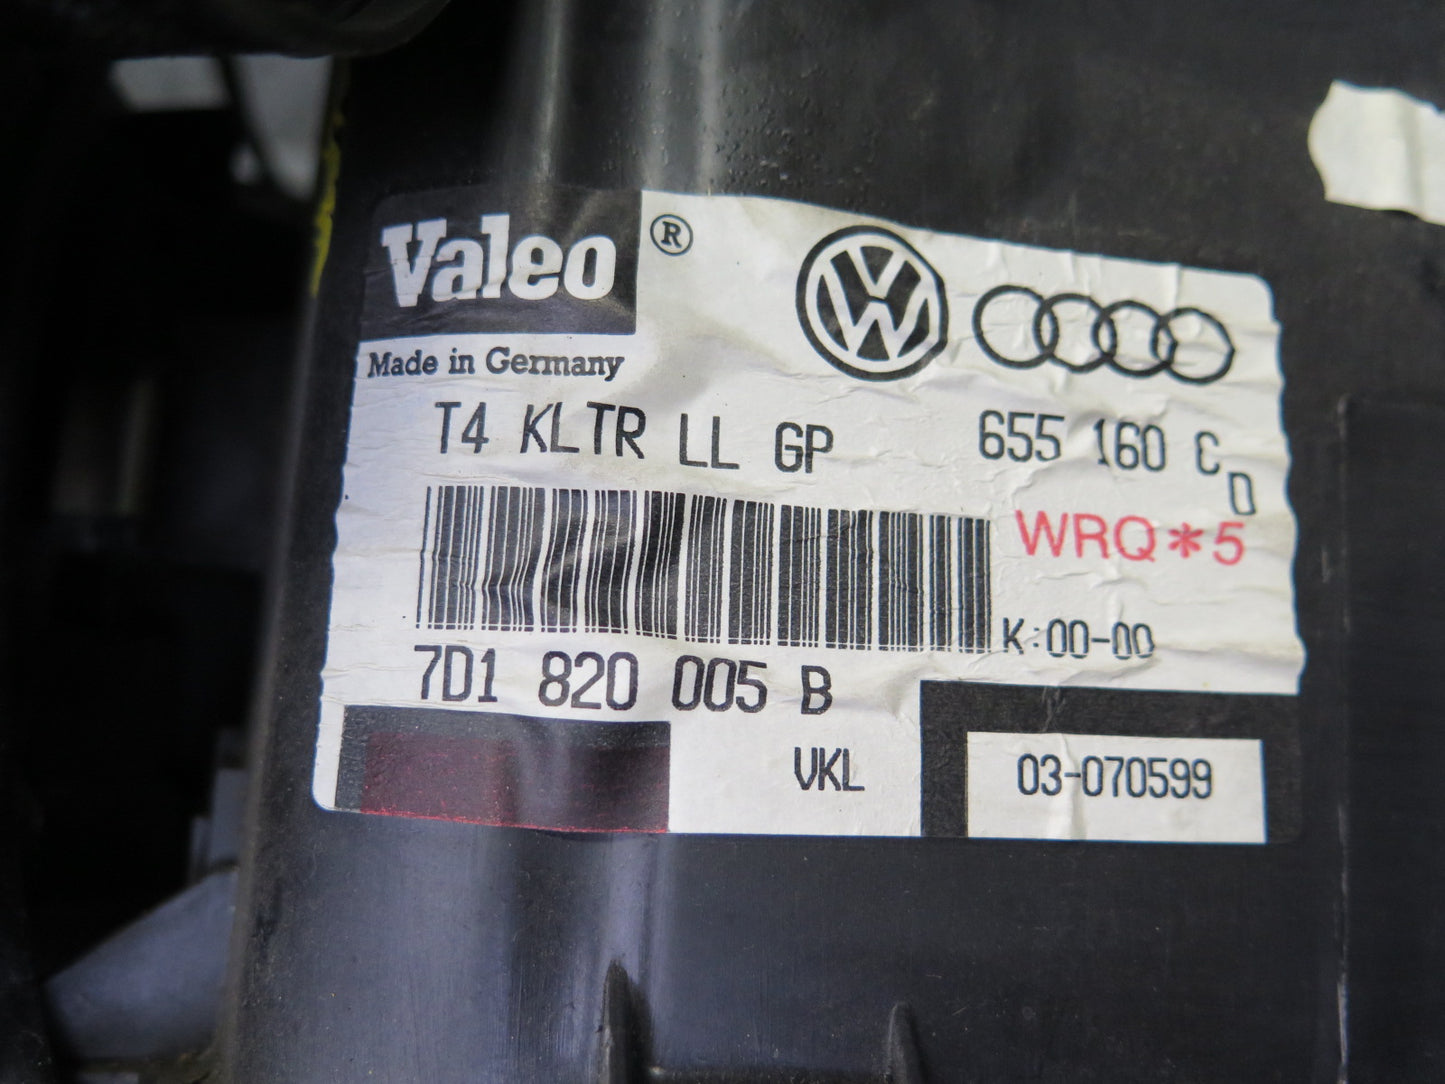 Valeo ®
Made in Germany
T4 KLTR LL GP 655 160 C D
WRQ*5
K:00-00
7D1 820 005 B
VKL
03-070599